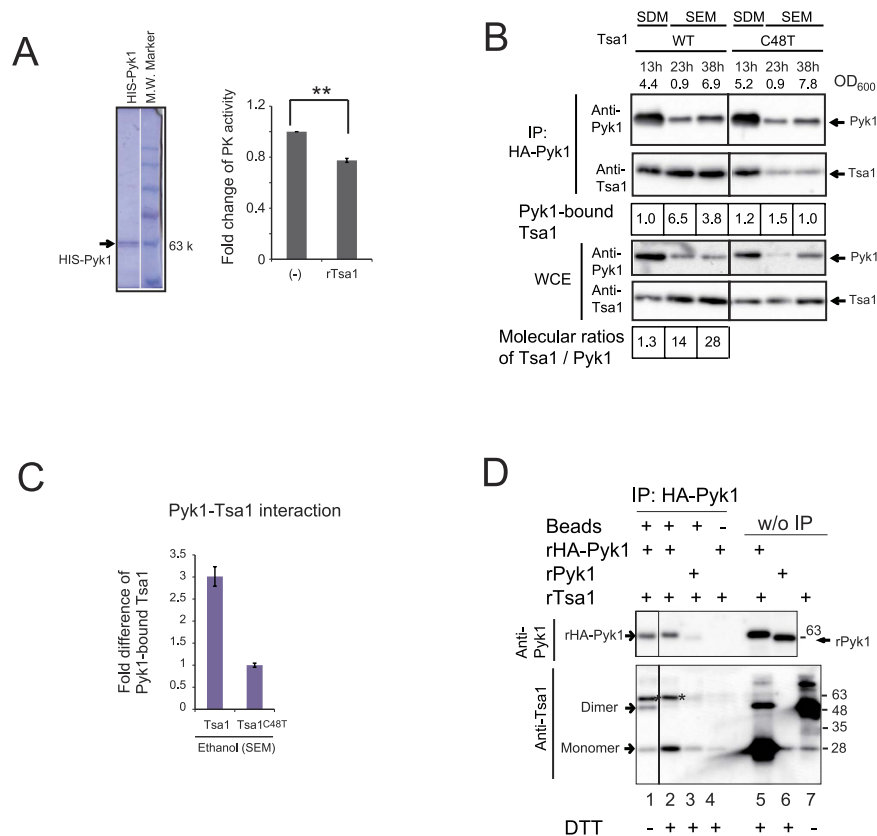 A
HIS-Pyk1
M.W. Marker
HIS-Pyk1
63 k
Fold change of PK activity
1.2
1
0.8
0.4
0
**
(-) rTsa1
B
SDM SEM SDM SEM
Tsa1 WT C48T
13h 23h 38h 13h 23h 38h
4.4 0.9 6.9 5.2 0.9 7.8 OD600
IP:
HA-Pyk1
Anti-
Pyk1
Pyk1
Anti-
Tsa1
Tsa1
Pyk1-bound
Tsa1
1.0 6.5 3.8 1.2 1.5 1.0
WCE
Anti-
Pyk1
Pyk1
Anti-
Tsa1
Tsa1
Molecular ratios
of Tsa1 / Pyk1
1.3 14 28
C
Pyk1-Tsa1 interaction
Fold difference of
Pyk1-bound Tsa1
3.5
3
2.5
2
1.5
1
0.5
0
Tsa1 Tsa1C48T
Ethanol (SEM)
D
IP: HA-Pyk1
w/o IP
Beads + + + -
rHA-Pyk1 + + + +
rPyk1 + +
rTsa1 + + + + + +
Anti-
Pyk1
rHA-Pyk1
63
rPyk1
Anti-Tsa1
*
Dimer
Monomer
63
48
35
28
1 2 3 4 5 6 7
DTT - + + + + + -